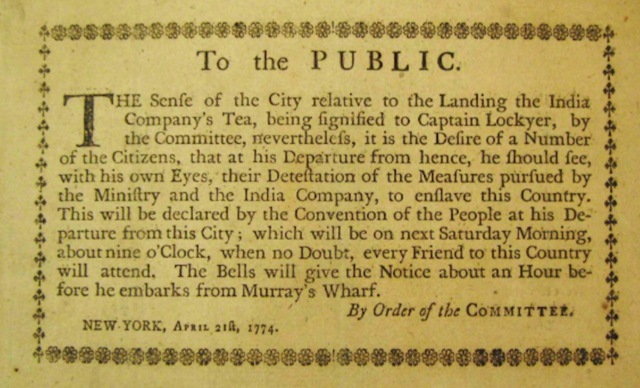 To the PUBLIC.
THE Senſe of the City relative to the Landing the India
Company's Tea, being ſignified to Captain Lockyer, by
the Committee, nevertheleſs, it is the Deſire of a Number
of the Citizens, that at his Departure from hence, he ſhould ſee,
with his own Eyes, their Deteſtation of the Meaſures purſued by
the Miniſtry and the India Company, to enſlave this Country.
This will be declared by the Convention of the People at his De-
parture from this City; which will be on next Saturday Morning,
about nine o'Clock, when no Doubt, every Friend to this Country
will attend. The Bells will give the Notice about an Hour be-
fore he embarks from Murray's Wharf.
By Order of the COMMITTEE.
NEW-YORK, APRIL 21ſt, 1774.